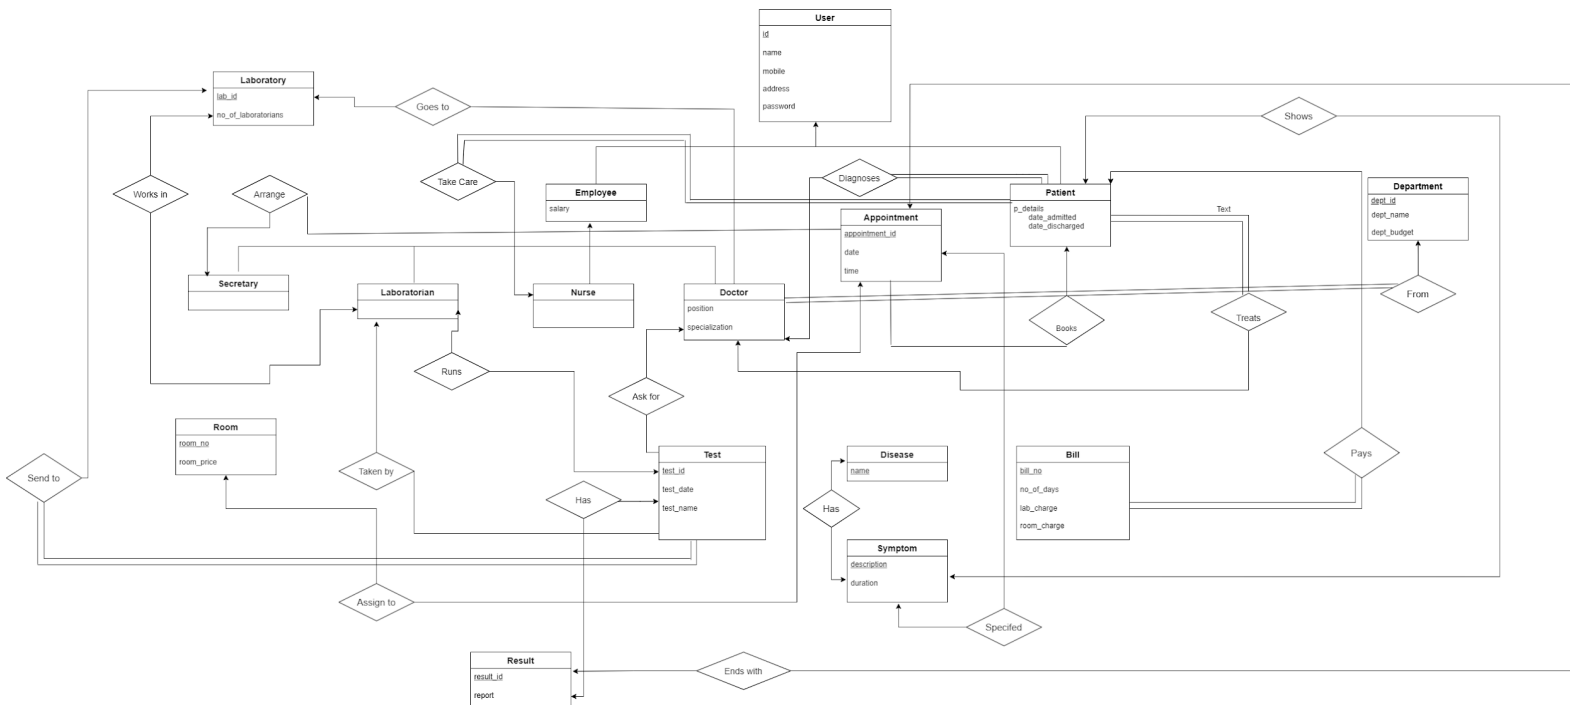 User
id
name
mobile
address
password
Laboratory
lab_id
no_of_laboratorians
Goes to
Shows
Works in
Arrange
Take Care
Employee
salary
Diagnoses
Patient
p_details
date_admitted
date_discharged
Text
Department
dept_id
dept_name
dept_budget
Appointment
appointment_id
date
time
Secretary
Laboratorian
Nurse
Doctor
position
specialization
From
Books
Treats
Runs
Ask for
Room
room_no
room_price
Send to
Taken by
Has
Test
test_id
test_date
test_name
Disease
name
Has
Bill
bill_no
no_of_days
lab_charge
room_charge
Pays
Symptom
description
duration
Assign to
Specifed
Result
result_id
report
Ends with